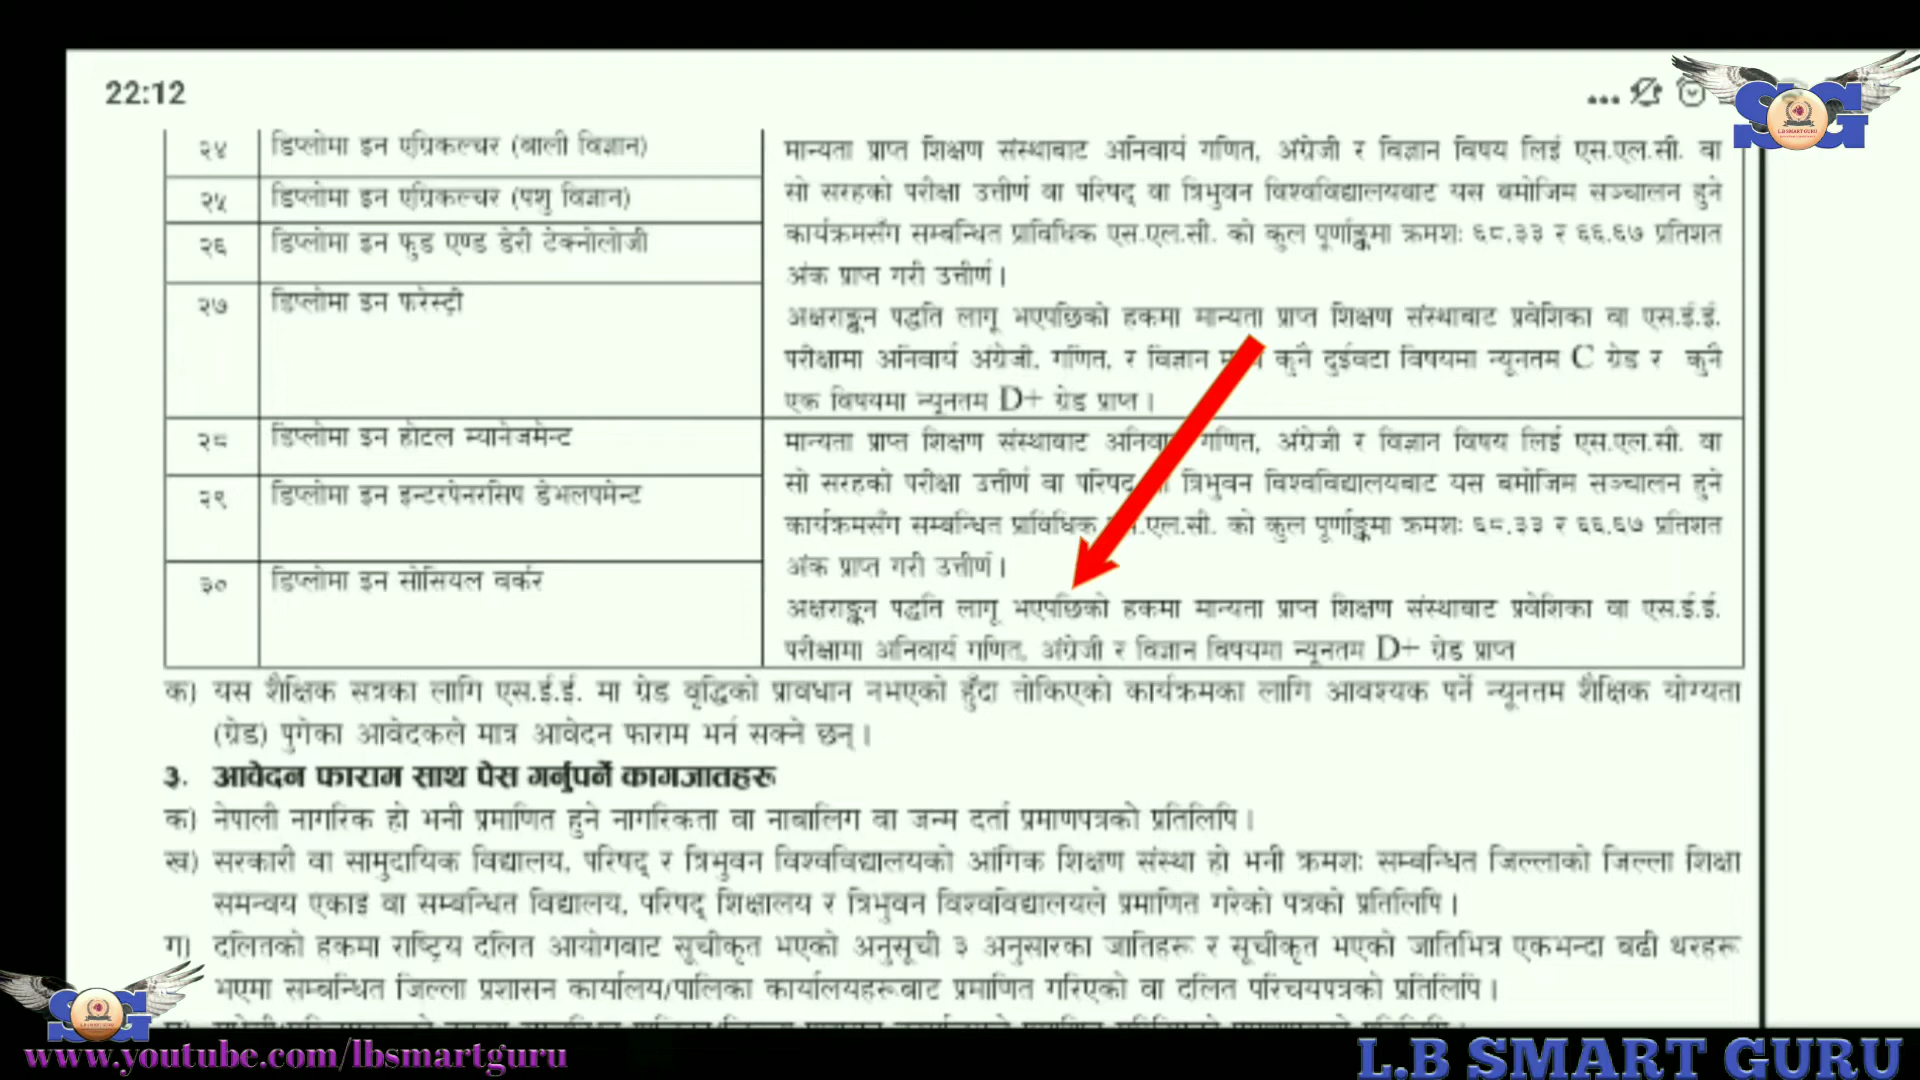 22:12
२४ डिप्लोमा इन एग्रिकल्चर (बाली विज्ञान)
२५ डिप्लोमा इन एग्रिकल्चर (पशु विज्ञान)
२६ डिप्लोमा इन फुड एण्ड डेरी टेक्नोलोजी
२७ डिप्लोमा इन फरेस्ट्री
मान्यता प्राप्त शिक्षण संस्थाबाट अनिवार्य गणित, अंग्रेजी र विज्ञान विषय लिई एस.एल.सी. वा
सो सरहको परीक्षा उत्तीर्ण वा परिषद् वा त्रिभुवन विश्वविद्यालयबाट यस बमोजिम सञ्चालन हुने
कार्यक्रमसँग सम्बन्धित प्राविधिक एस.एल.सी. को कुल पूर्णाङ्कमा क्रमशः ६८.३३ र ६६.६७ प्रतिशत
अंक प्राप्त गरी उत्तीर्ण।
अक्षराङ्कन पद्धति लागू भएपछिको हकमा मान्यता प्राप्त शिक्षण संस्थाबाट प्रवेशिका वा एस.ई.ई.
परीक्षामा अनिवार्य अंग्रेजी, गणित, र विज्ञान कुनै दुईवटा विषयमा न्यूनतम C ग्रेड र कुनै
एक विषयमा न्यूनतम D+ ग्रेड प्राप्त।
२८ डिप्लोमा इन होटल म्यानेजमेन्ट
२९ डिप्लोमा इन इन्टरपेनरसिप डेभलपमेन्ट
३० डिप्लोमा इन सोसियल वर्कर
मान्यता प्राप्त शिक्षण संस्थाबाट गणित, अंग्रेजी र विज्ञान विषय लिई एस.एल.सी. वा
सो सरहको परीक्षा उत्तीर्ण वा परिषद् त्रिभुवन विश्वविद्यालयबाट यस बमोजिम सञ्चालन हुने
कार्यक्रमसँग सम्बन्धित प्राविधिक एस.एल.सी. को कुल पूर्णाङ्कमा क्रमशः ६८.३३ र ६६.६७ प्रतिशत
अंक प्राप्त गरी उत्तीर्ण।
अक्षराङ्कन पद्धति लागू भएपछिको हकमा मान्यता प्राप्त शिक्षण संस्थाबाट प्रवेशिका वा एस.ई.ई.
परीक्षामा अनिवार्य गणित, अंग्रेजी र विज्ञान विषयमा न्यूनतम D+ ग्रेड प्राप्त
क) यस शैक्षिक सत्रका लागि एस.ई.ई. मा ग्रेड वृद्धिको प्रावधान नभएको हुँदा तोकिएको कार्यक्रमका लागि आवश्यक पर्ने न्यूनतम शैक्षिक योग्यता
(ग्रेड) पुगेका आवेदकले मात्र आवेदन फाराम भर्न सक्ने छन्।
३. आवेदन फाराम साथ पेस गर्नुपर्ने कागजातहरू
क) नेपाली नागरिक हो भनी प्रमाणित हुने नागरिकता वा नाबालिग वा जन्म दर्ता प्रमाणपत्रको प्रतिलिपि।
ख) सरकारी वा सामुदायिक विद्यालय, परिषद् र त्रिभुवन विश्वविद्यालयको आंगिक शिक्षण संस्था हो भनी क्रमशः सम्बन्धित जिल्लाको जिल्ला शिक्षा
समन्वय एकाइ वा सम्बन्धित विद्यालय, परिषद् शिक्षालय र त्रिभुवन विश्वविद्यालयले प्रमाणित गरेको पत्रको प्रतिलिपि।
ग) दलितको हकमा राष्ट्रिय दलित आयोगबाट सूचीकृत भएको अनुसूची ३ अनुसारका जातिहरू र सूचीकृत भएको जातिभित्र एकभन्दा बढी थरहरू
भएमा सम्बन्धित जिल्ला प्रशासन कार्यालय/पालिका कार्यालयहरूबाट प्रमाणित गरिएको वा दलित परिचयपत्रको प्रतिलिपि।
SG
L.B SMART GURU
SG
L.B SMART GURU
www.youtube.com/lbsmartguru
L.B SMART GURU